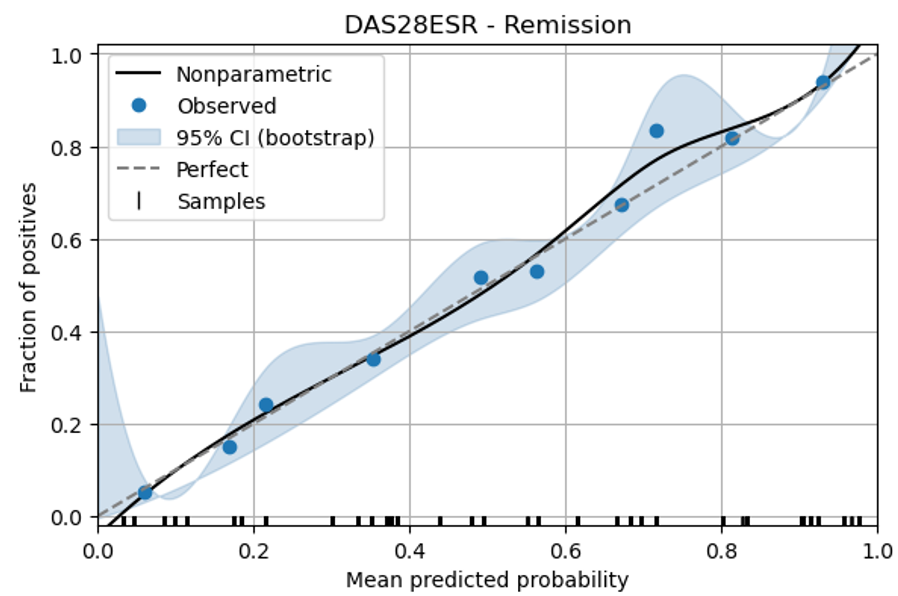 DAS28ESR - Remission
1.0
0.8
0.6
0.4
0.2
0.0
Fraction of positives
Nonparametric
Observed
95% CI (bootstrap)
Perfect
Samples
0.0 0.2 0.4 0.6 0.8 1.0
Mean predicted probability